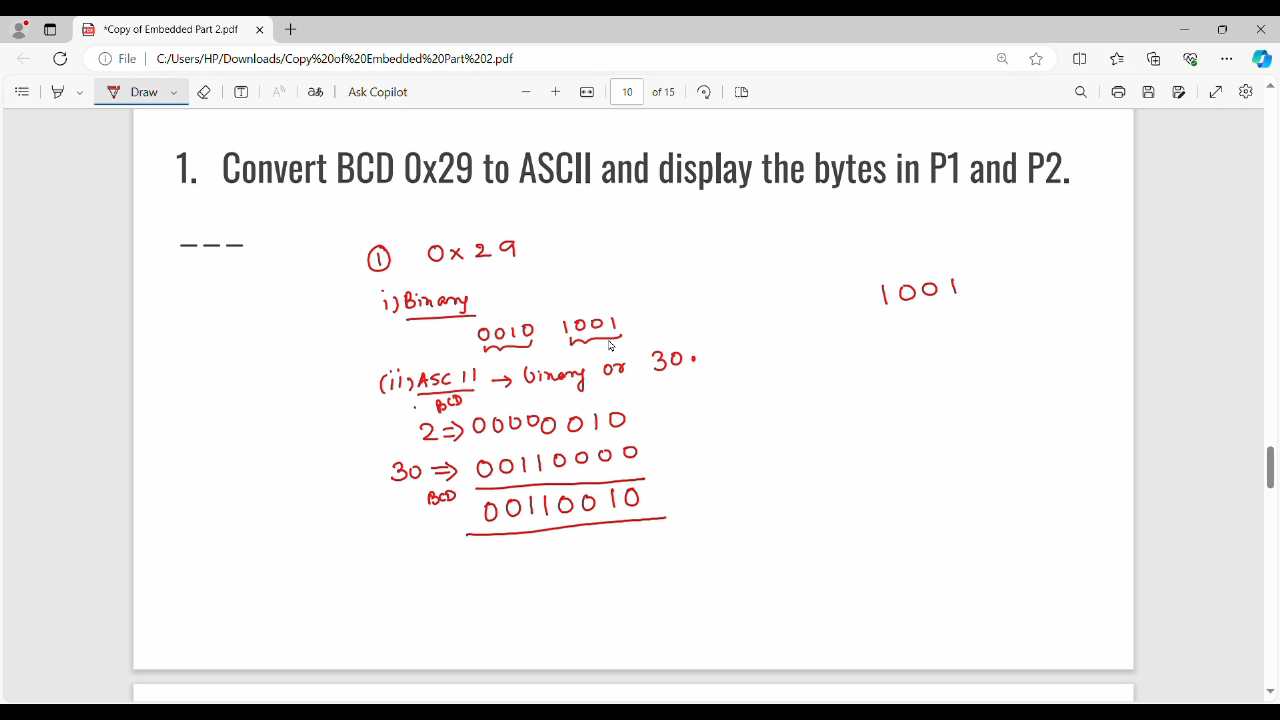 *Copy of Embedded Part 2.pdf
File C:/Users/HP/Downloads/Copy%20of%20Embedded%20Part%202.pdf
Draw Ask Copilot 10 of 15
1. Convert BCD 0x29 to ASCII and display the bytes in P1 and P2.
---
① 0x29
1001
i) Binary
0010 1001
(ii) ASCII → binary or 30.
BCD
2 ⇒ 00000010
30 ⇒ 00110000
BCD
00110010